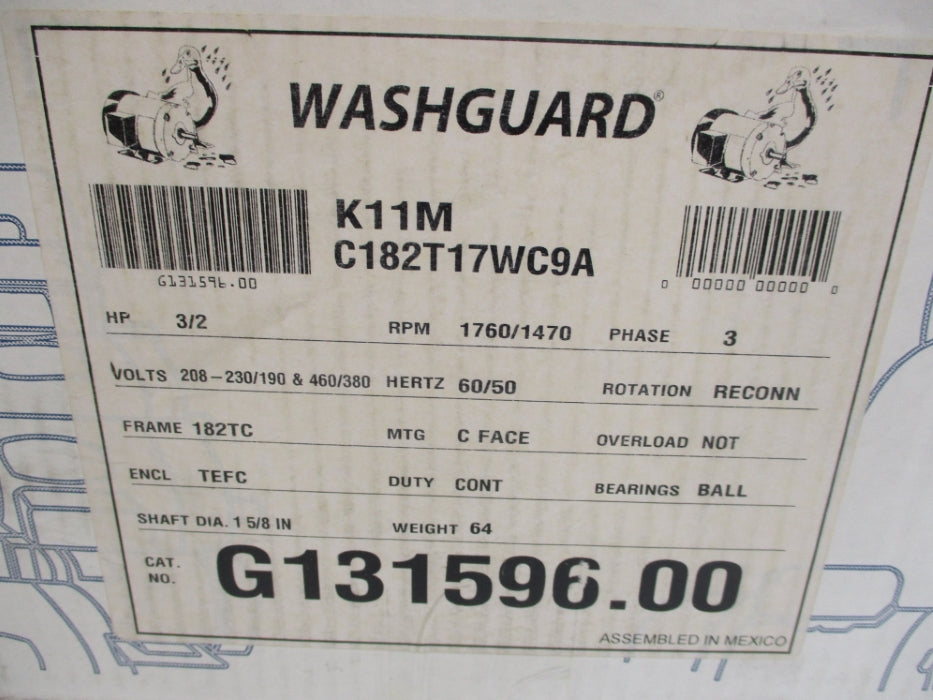 WASHGUARD®
K11M
C182T17WC9A
G131596.00
0 00000 00000 0
HP 3/2 RPM 1760/1470 PHASE 3
VOLTS 208-230/190 & 460/380 HERTZ 60/50 ROTATION RECONN
FRAME 182TC MTG C FACE OVERLOAD NOT
ENCL TEFC DUTY CONT BEARINGS BALL
SHAFT DIA. 1 5/8 IN WEIGHT 64
CAT. NO. G131596.00
ASSEMBLED IN MEXICO